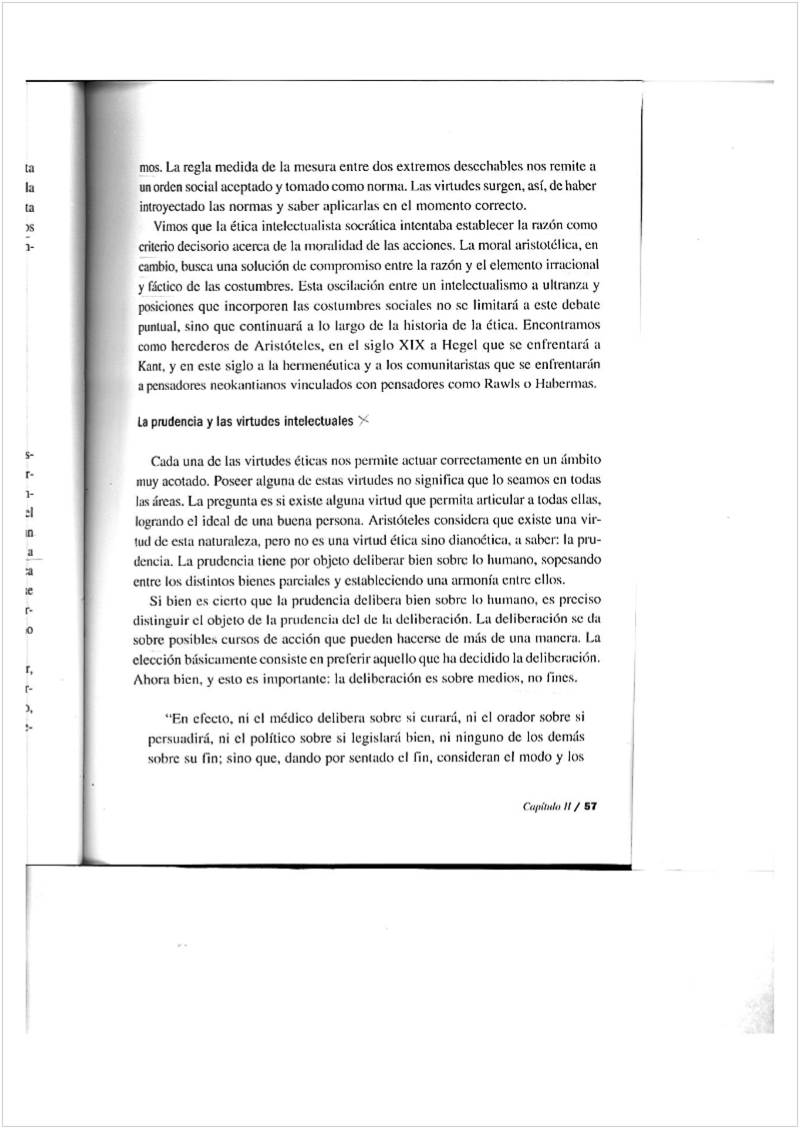 ta
la
ta
os
n-
s-
r-
n-
el
an
a
ca
ue
r-
o
r,
r-
o,
e-
mos. La regla medida de la mesura entre dos extremos desechables nos remite a
un orden social aceptado y tomado como norma. Las virtudes surgen, así, de haber
introyectado las normas y saber aplicarlas en el momento correcto.
Vimos que la ética intelectualista socrática intentaba establecer la razón como
criterio decisorio acerca de la moralidad de las acciones. La moral aristotélica, en
cambio, busca una solución de compromiso entre la razón y el elemento irracional
y fáctico de las costumbres. Esta oscilación entre un intelectualismo a ultranza y
posiciones que incorporen las costumbres sociales no se limitará a este debate
puntual, sino que continuará a lo largo de la historia de la ética. Encontramos
como herederos de Aristóteles, en el siglo XIX a Hegel que se enfrentará a
Kant, y en este siglo a la hermenéutica y a los comunitaristas que se enfrentarán
a pensadores neokantianos vinculados con pensadores como Rawls o Habermas.
La prudencia y las virtudes intelectuales
Cada una de las virtudes éticas nos permite actuar correctamente en un ámbito
muy acotado. Poseer alguna de estas virtudes no significa que lo seamos en todas
las áreas. La pregunta es si existe alguna virtud que permita articular a todas ellas,
logrando el ideal de una buena persona. Aristóteles considera que existe una vir-
tud de esta naturaleza, pero no es una virtud ética sino dianoética, a saber: la pru-
dencia. La prudencia tiene por objeto deliberar bien sobre lo humano, sopesando
entre los distintos bienes parciales y estableciendo una armonía entre ellos.
Si bien es cierto que la prudencia delibera bien sobre lo humano, es preciso
distinguir el objeto de la prudencia del de la deliberación. La deliberación se da
sobre posibles cursos de acción que pueden hacerse de más de una manera. La
elección básicamente consiste en preferir aquello que ha decidido la deliberación.
Ahora bien, y esto es importante: la deliberación es sobre medios, no fines.
“En efecto, ni el médico delibera sobre si curará, ni el orador sobre si
persuadirá, ni el político sobre si legislará bien, ni ninguno de los demás
sobre su fin; sino que, dando por sentado el fin, consideran el modo y los
Capítulo II / 57